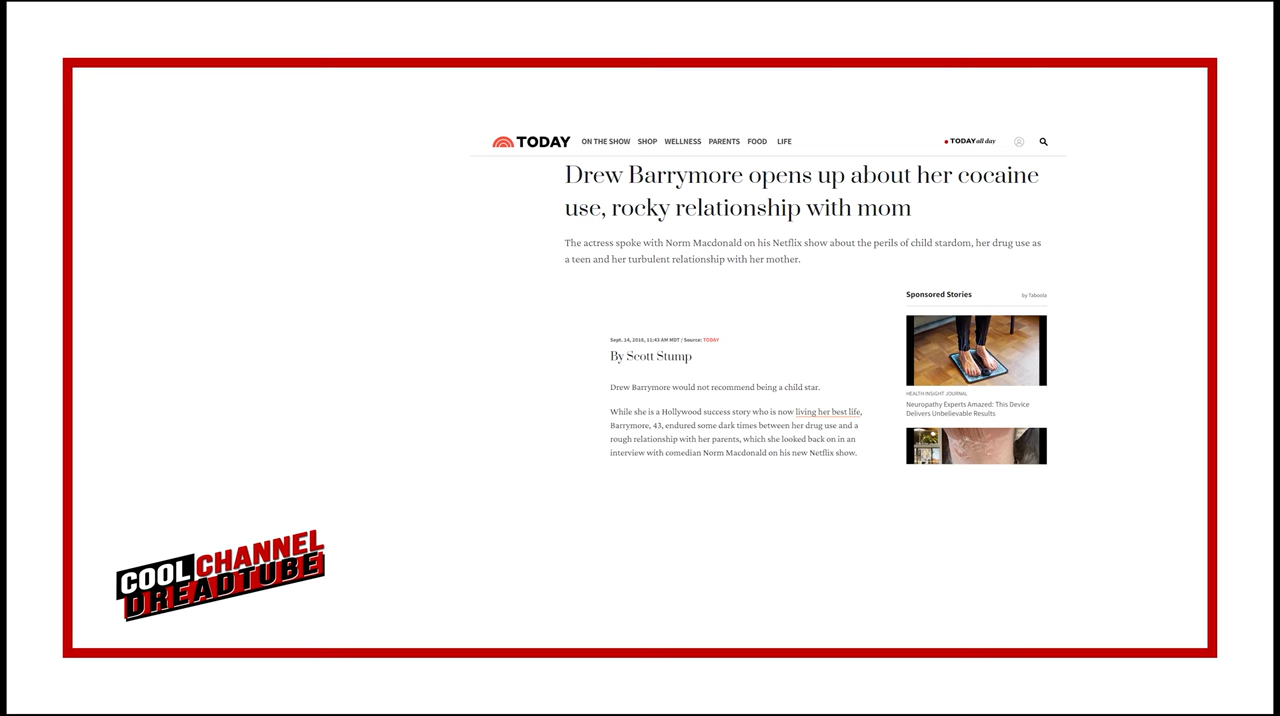 TODAY ON THE SHOW SHOP WELLNESS PARENTS FOOD LIFE TODAY all day
Drew Barrymore opens up about her cocaine
use, rocky relationship with mom
The actress spoke with Norm Macdonald on his Netflix show about the perils of child stardom, her drug use as
a teen and her turbulent relationship with her mother.
Sponsored Stories by Taboola
Sept. 14, 2018, 11:43 AM MDT / Source: TODAY
By Scott Stump
Drew Barrymore would not recommend being a child star.
While she is a Hollywood success story who is now living her best life,
Barrymore, 43, endured some dark times between her drug use and a
rough relationship with her parents, which she looked back on in an
interview with comedian Norm Macdonald on his new Netflix show.
HEALTH INSIGHT JOURNAL
Neuropathy Experts Amazed: This Device
Delivers Unbelievable Results
COOL CHANNEL
DREADTUBE